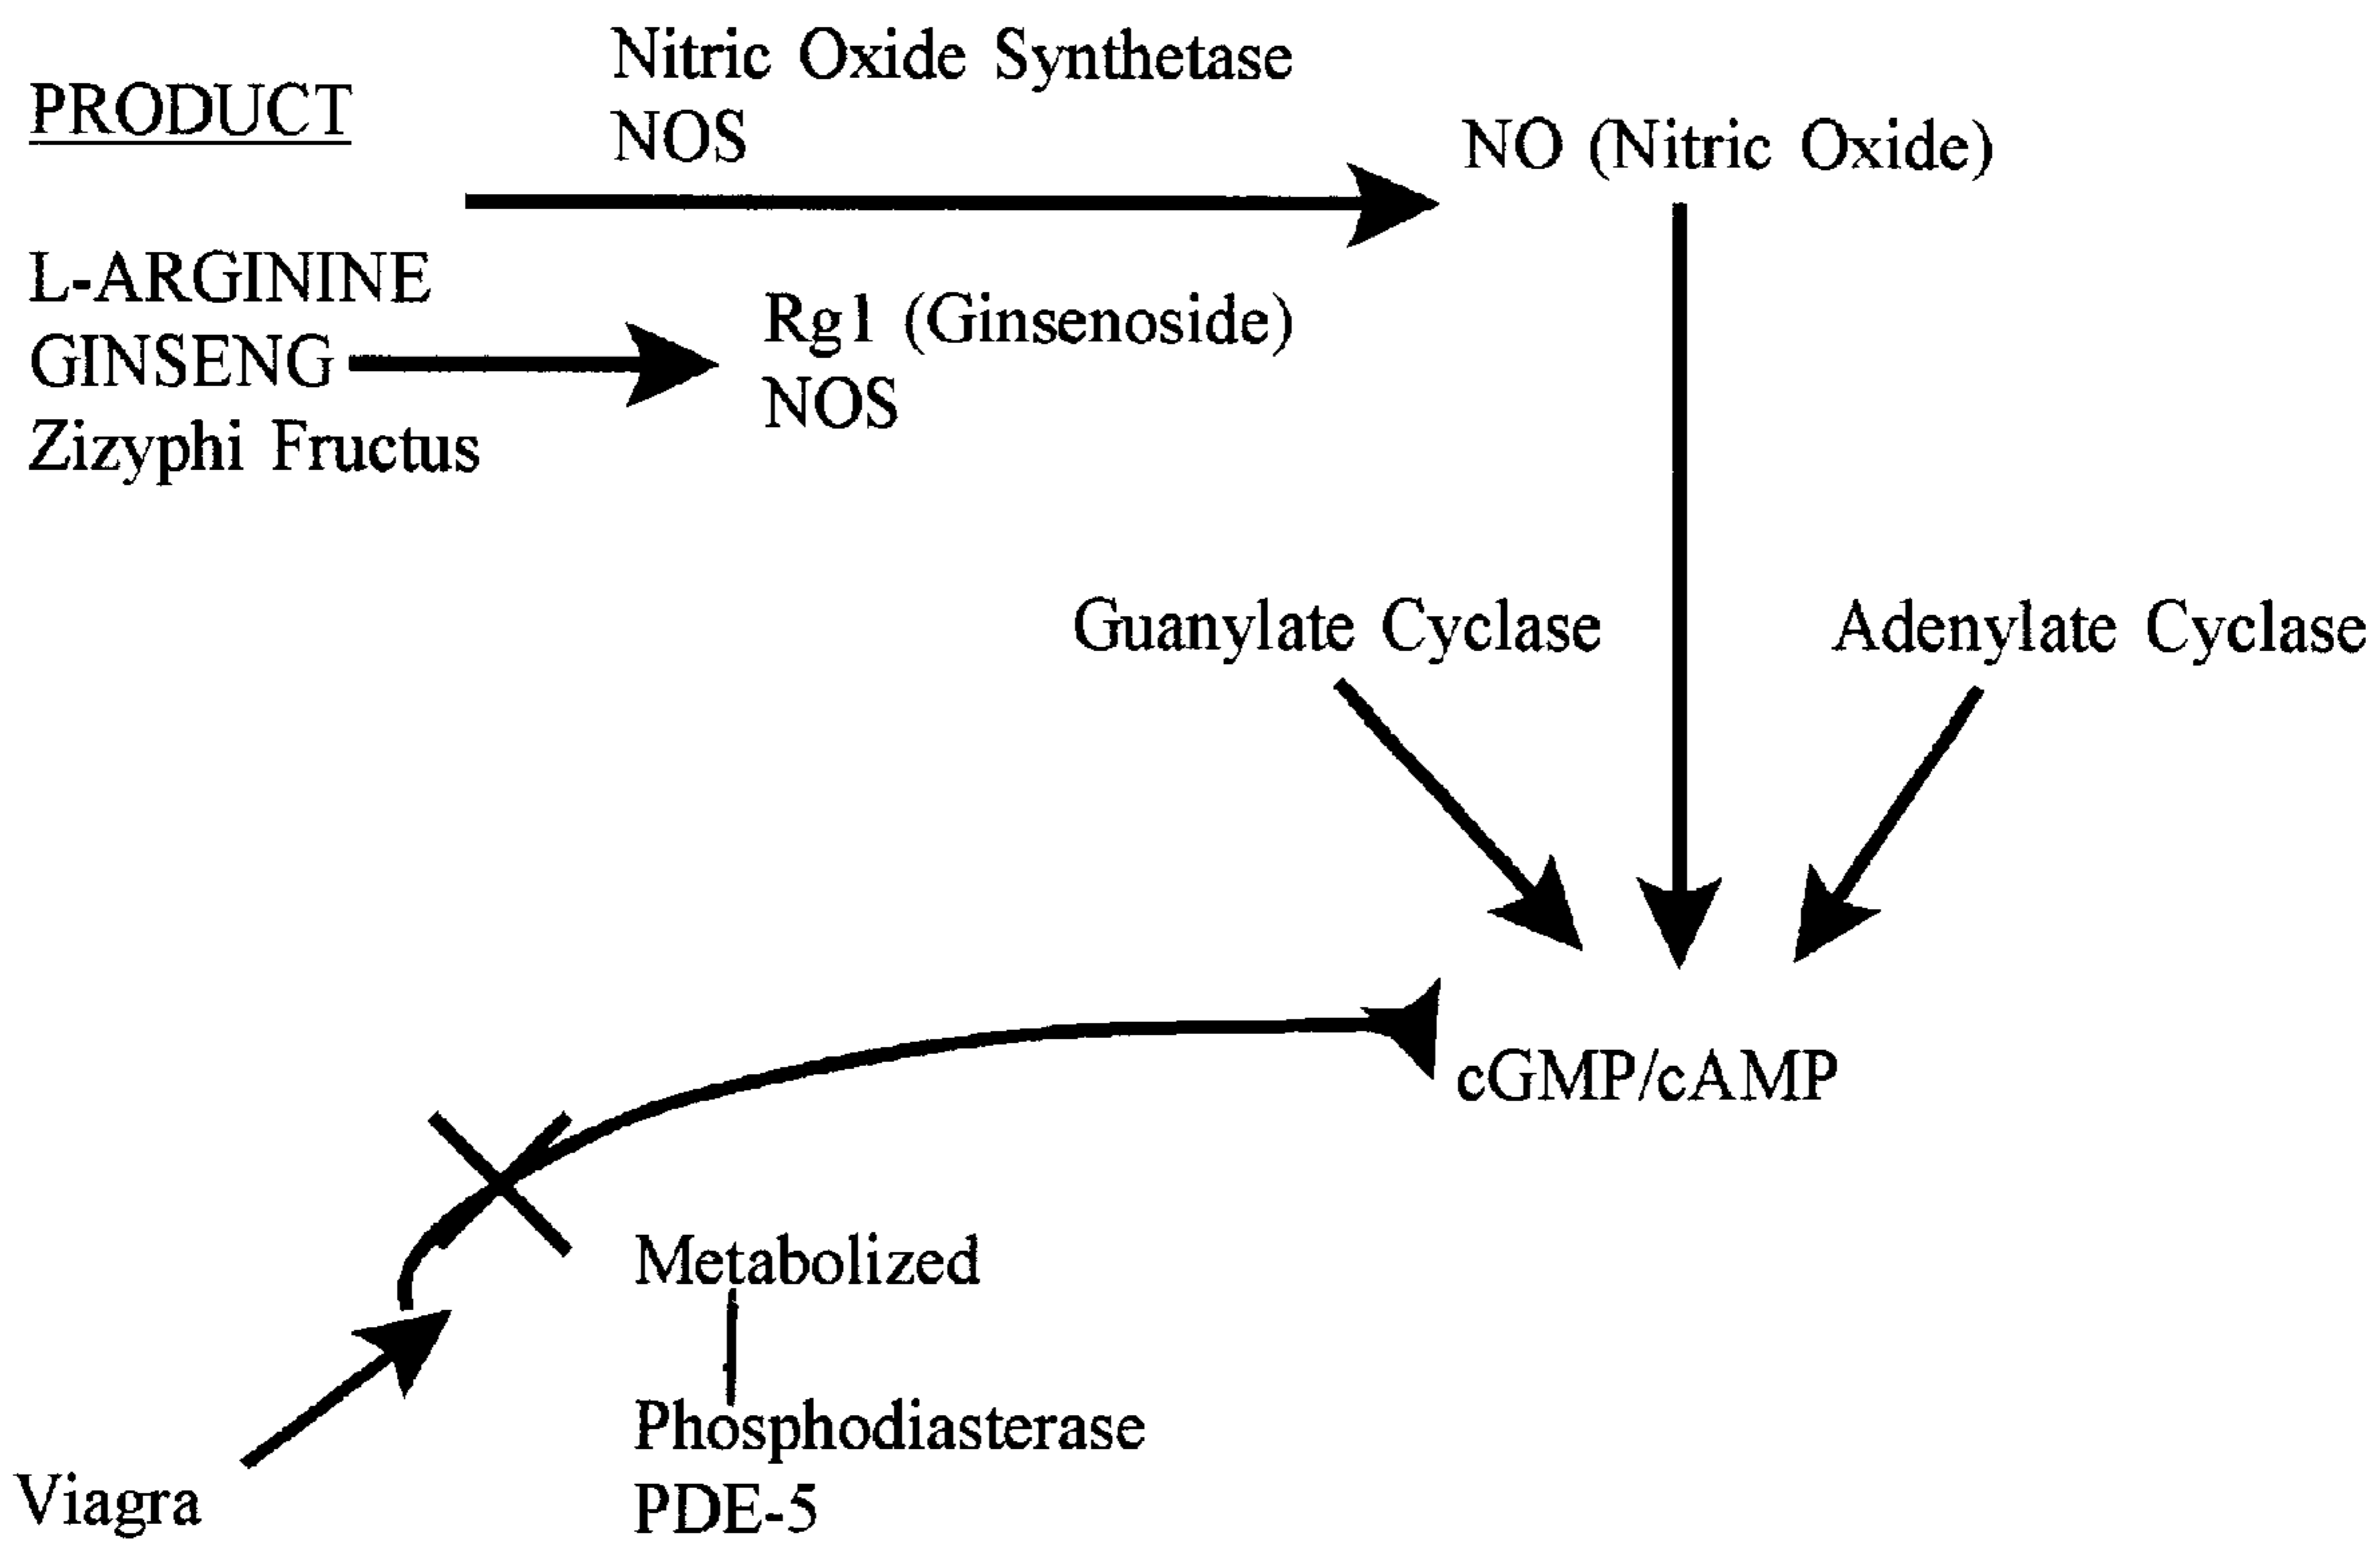 PRODUCT
Nitric Oxide Synthetase
NOS
NO (Nitric Oxide)
L-ARGININE
GINSENG
Zizyphi Fructus
Rg1 (Ginsenoside)
NOS
Guanylate Cyclase
Adenylate Cyclase
cGMP/cAMP
Metabolized
Phosphodiasterase
PDE-5
Viagra